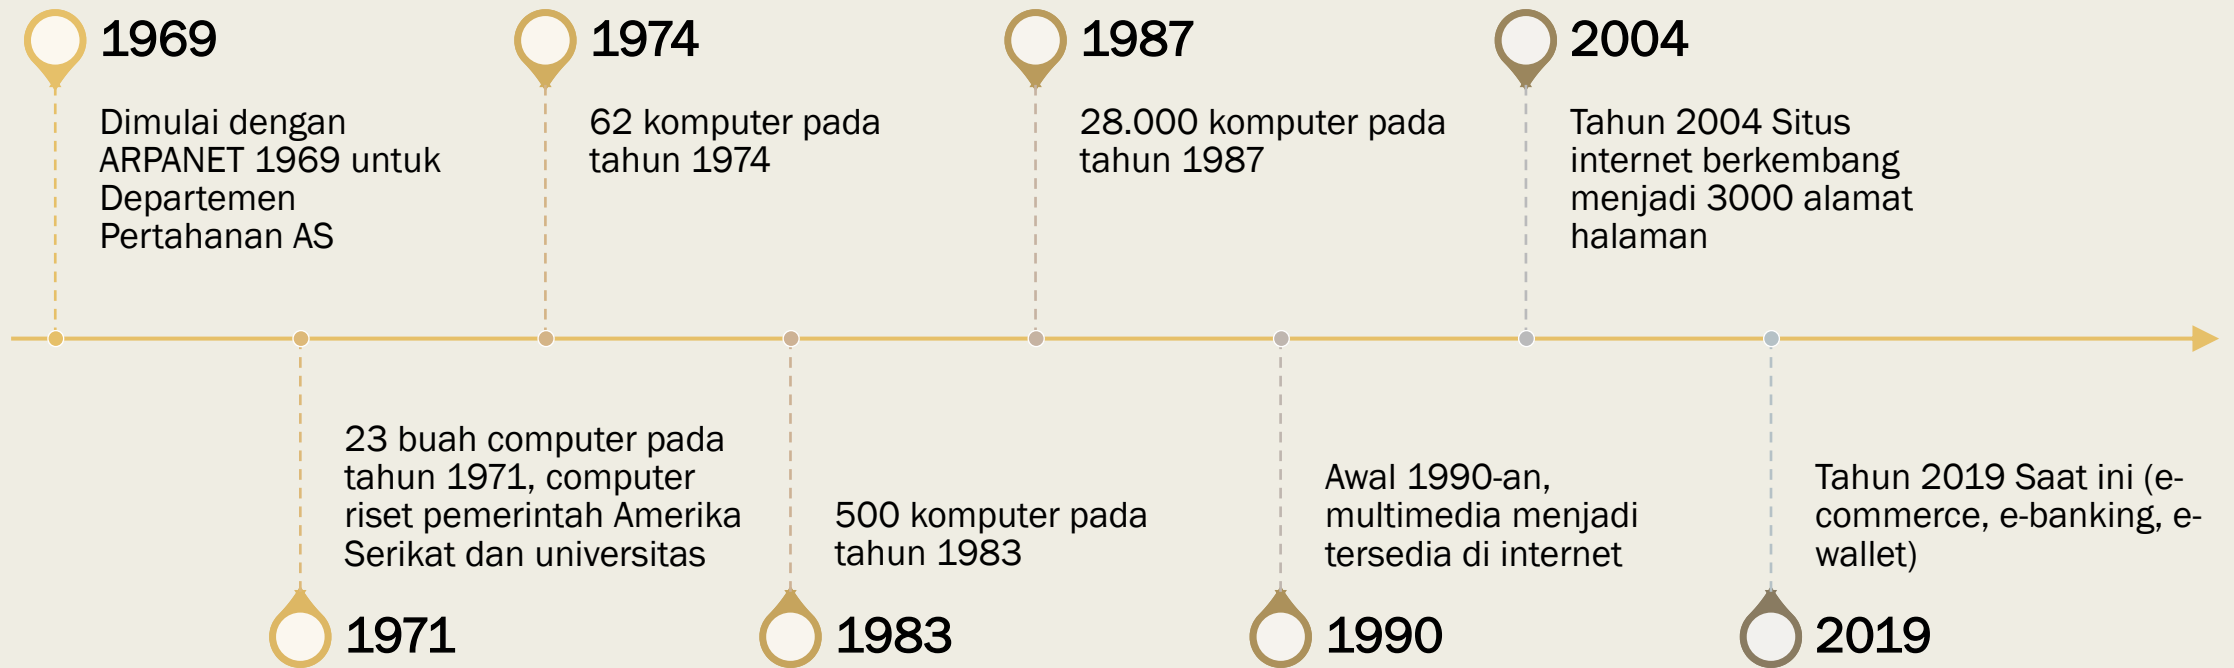 1969
Dimulai dengan
ARPANET 1969 untuk
Departemen
Pertahanan AS
1974
62 komputer pada
tahun 1974
1987
28.000 komputer pada
tahun 1987
2004
Tahun 2004 Situs
internet berkembang
menjadi 3000 alamat
halaman
23 buah computer pada
tahun 1971, computer
riset pemerintah Amerika
Serikat dan universitas
1971
500 komputer pada
tahun 1983
1983
Awal 1990-an,
multimedia menjadi
tersedia di internet
1990
Tahun 2019 Saat ini (e-
commerce, e-banking, e-
wallet)
2019